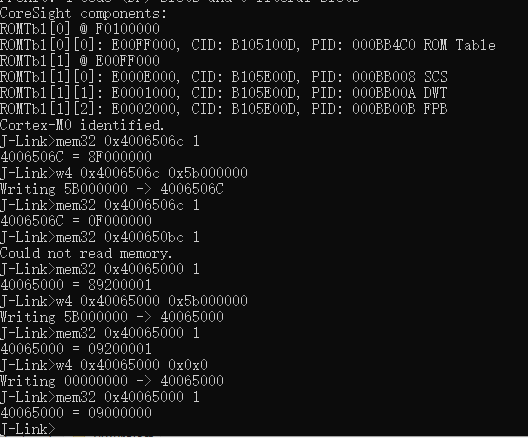 CoreSight components:
ROMTbl[0] @ F0100000
ROMTbl[0][0]: E00FF000, CID: B105100D, PID: 000BB4C0 ROM Table
ROMTbl[1] @ E00FF000
ROMTbl[1][0]: E000E000, CID: B105E00D, PID: 000BB008 SCS
ROMTbl[1][1]: E0001000, CID: B105E00D, PID: 000BB00A DWT
ROMTbl[1][2]: E0002000, CID: B105E00D, PID: 000BB00B FPB
Cortex-M0 identified.
J-Link>mem32 0x4006506c 1
4006506C = 8F000000
J-Link>w4 0x4006506c 0x5b000000
Writing 5B000000 -> 4006506C
J-Link>mem32 0x4006506c 1
4006506C = 0F000000
J-Link>mem32 0x400650bc 1
Could not read memory.
J-Link>mem32 0x40065000 1
40065000 = 89200001
J-Link>w4 0x40065000 0x5b000000
Writing 5B000000 -> 40065000
J-Link>mem32 0x40065000 1
40065000 = 09200001
J-Link>w4 0x40065000 0x0x0
Writing 00000000 -> 40065000
J-Link>mem32 0x40065000 1
40065000 = 09000000
J-Link>